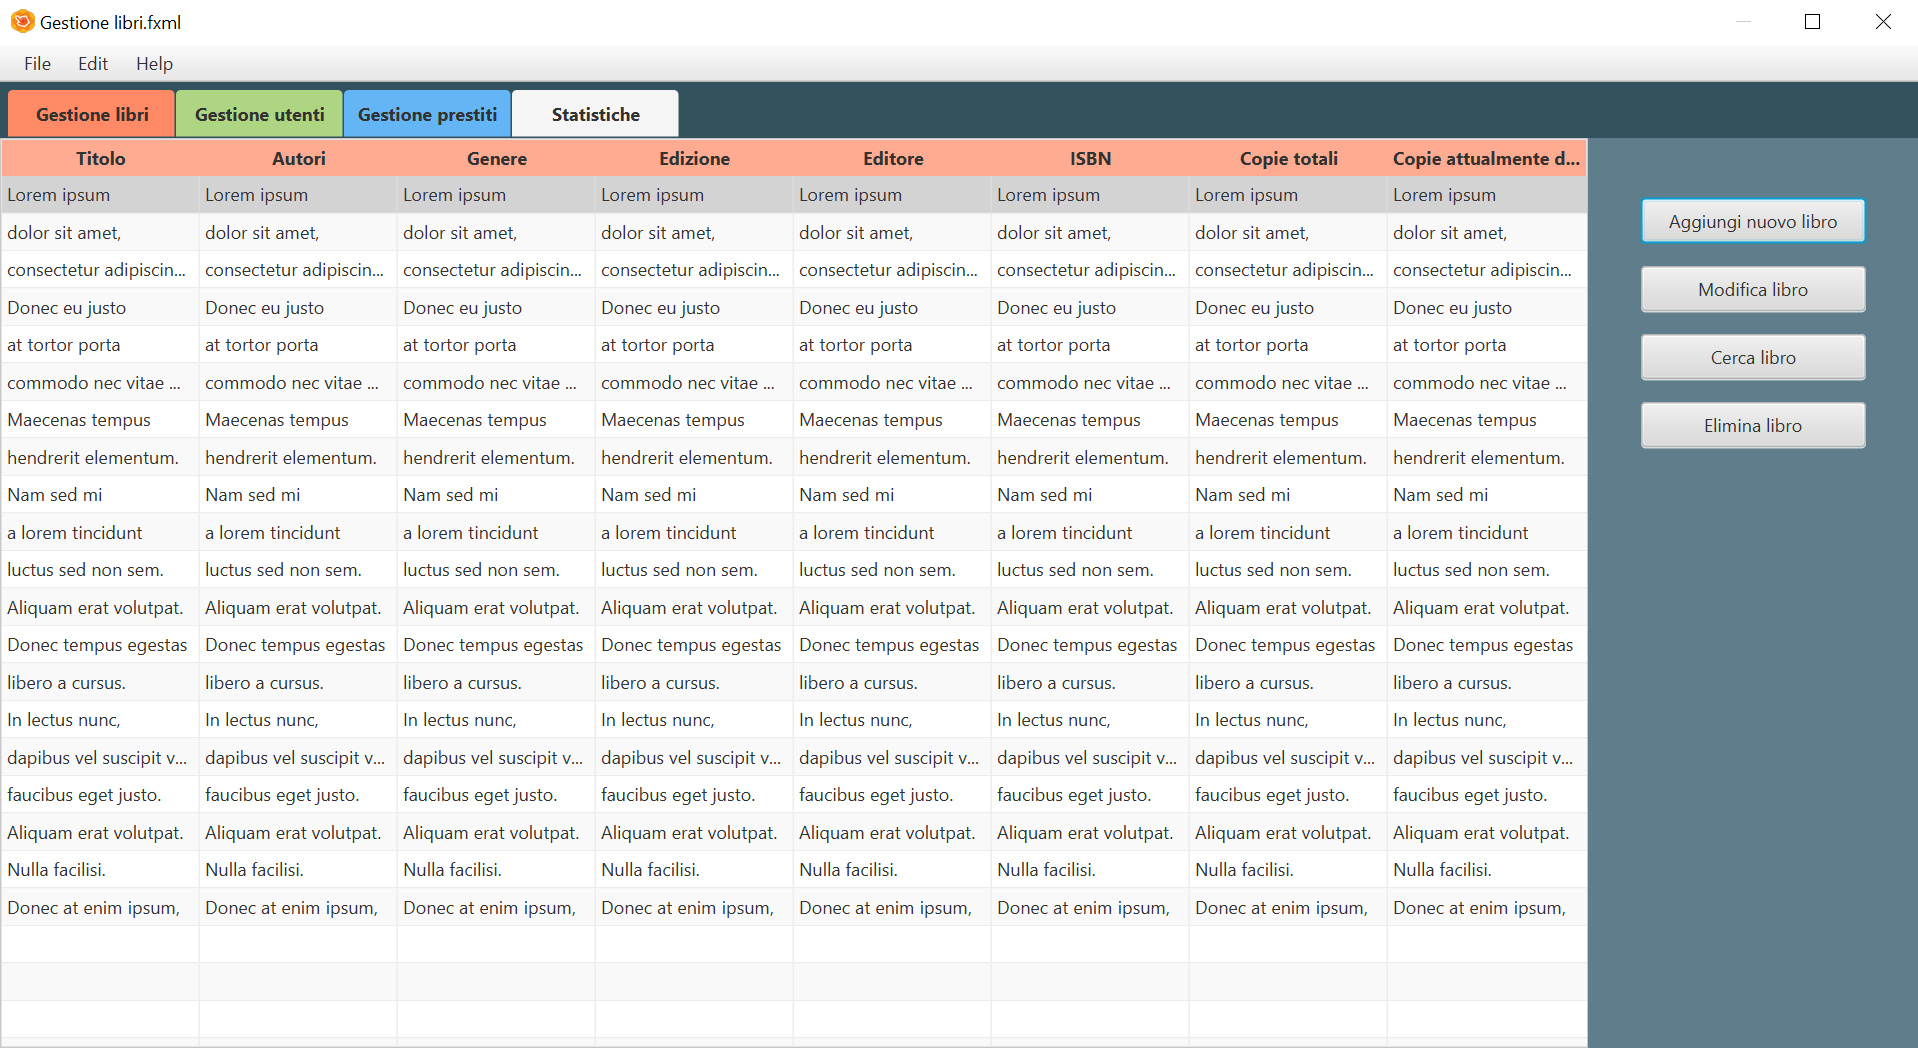 Gestione libri.fxml
File Edit Help
Gestione libri Gestione utenti Gestione prestiti Statistiche
Titolo Autori Genere Edizione Editore ISBN Copie totali Copie attualmente d...
Lorem ipsum Lorem ipsum Lorem ipsum Lorem ipsum Lorem ipsum Lorem ipsum Lorem ipsum Lorem ipsum
dolor sit amet, dolor sit amet, dolor sit amet, dolor sit amet, dolor sit amet, dolor sit amet, dolor sit amet, dolor sit amet,
consectetur adipiscin... consectetur adipiscin... consectetur adipiscin... consectetur adipiscin... consectetur adipiscin... consectetur adipiscin... consectetur adipiscin... consectetur adipiscin...
Donec eu justo Donec eu justo Donec eu justo Donec eu justo Donec eu justo Donec eu justo Donec eu justo Donec eu justo
at tortor porta at tortor porta at tortor porta at tortor porta at tortor porta at tortor porta at tortor porta at tortor porta
commodo nec vitae ... commodo nec vitae ... commodo nec vitae ... commodo nec vitae ... commodo nec vitae ... commodo nec vitae ... commodo nec vitae ... commodo nec vitae ...
Maecenas tempus Maecenas tempus Maecenas tempus Maecenas tempus Maecenas tempus Maecenas tempus Maecenas tempus Maecenas tempus
hendrerit elementum. hendrerit elementum. hendrerit elementum. hendrerit elementum. hendrerit elementum. hendrerit elementum. hendrerit elementum. hendrerit elementum.
Nam sed mi Nam sed mi Nam sed mi Nam sed mi Nam sed mi Nam sed mi Nam sed mi Nam sed mi
a lorem tincidunt a lorem tincidunt a lorem tincidunt a lorem tincidunt a lorem tincidunt a lorem tincidunt a lorem tincidunt a lorem tincidunt
luctus sed non sem. luctus sed non sem. luctus sed non sem. luctus sed non sem. luctus sed non sem. luctus sed non sem. luctus sed non sem. luctus sed non sem.
Aliquam erat volutpat. Aliquam erat volutpat. Aliquam erat volutpat. Aliquam erat volutpat. Aliquam erat volutpat. Aliquam erat volutpat. Aliquam erat volutpat. Aliquam erat volutpat.
Donec tempus egestas Donec tempus egestas Donec tempus egestas Donec tempus egestas Donec tempus egestas Donec tempus egestas Donec tempus egestas Donec tempus egestas
libero a cursus. libero a cursus. libero a cursus. libero a cursus. libero a cursus. libero a cursus. libero a cursus. libero a cursus.
In lectus nunc, In lectus nunc, In lectus nunc, In lectus nunc, In lectus nunc, In lectus nunc, In lectus nunc, In lectus nunc,
dapibus vel suscipit v... dapibus vel suscipit v... dapibus vel suscipit v... dapibus vel suscipit v... dapibus vel suscipit v... dapibus vel suscipit v... dapibus vel suscipit v... dapibus vel suscipit v...
faucibus eget justo. faucibus eget justo. faucibus eget justo. faucibus eget justo. faucibus eget justo. faucibus eget justo. faucibus eget justo. faucibus eget justo.
Aliquam erat volutpat. Aliquam erat volutpat. Aliquam erat volutpat. Aliquam erat volutpat. Aliquam erat volutpat. Aliquam erat volutpat. Aliquam erat volutpat. Aliquam erat volutpat.
Nulla facilisi. Nulla facilisi. Nulla facilisi. Nulla facilisi. Nulla facilisi. Nulla facilisi. Nulla facilisi. Nulla facilisi.
Donec at enim ipsum, Donec at enim ipsum, Donec at enim ipsum, Donec at enim ipsum, Donec at enim ipsum, Donec at enim ipsum, Donec at enim ipsum, Donec at enim ipsum,
Aggiungi nuovo libro
Modifica libro
Cerca libro
Elimina libro